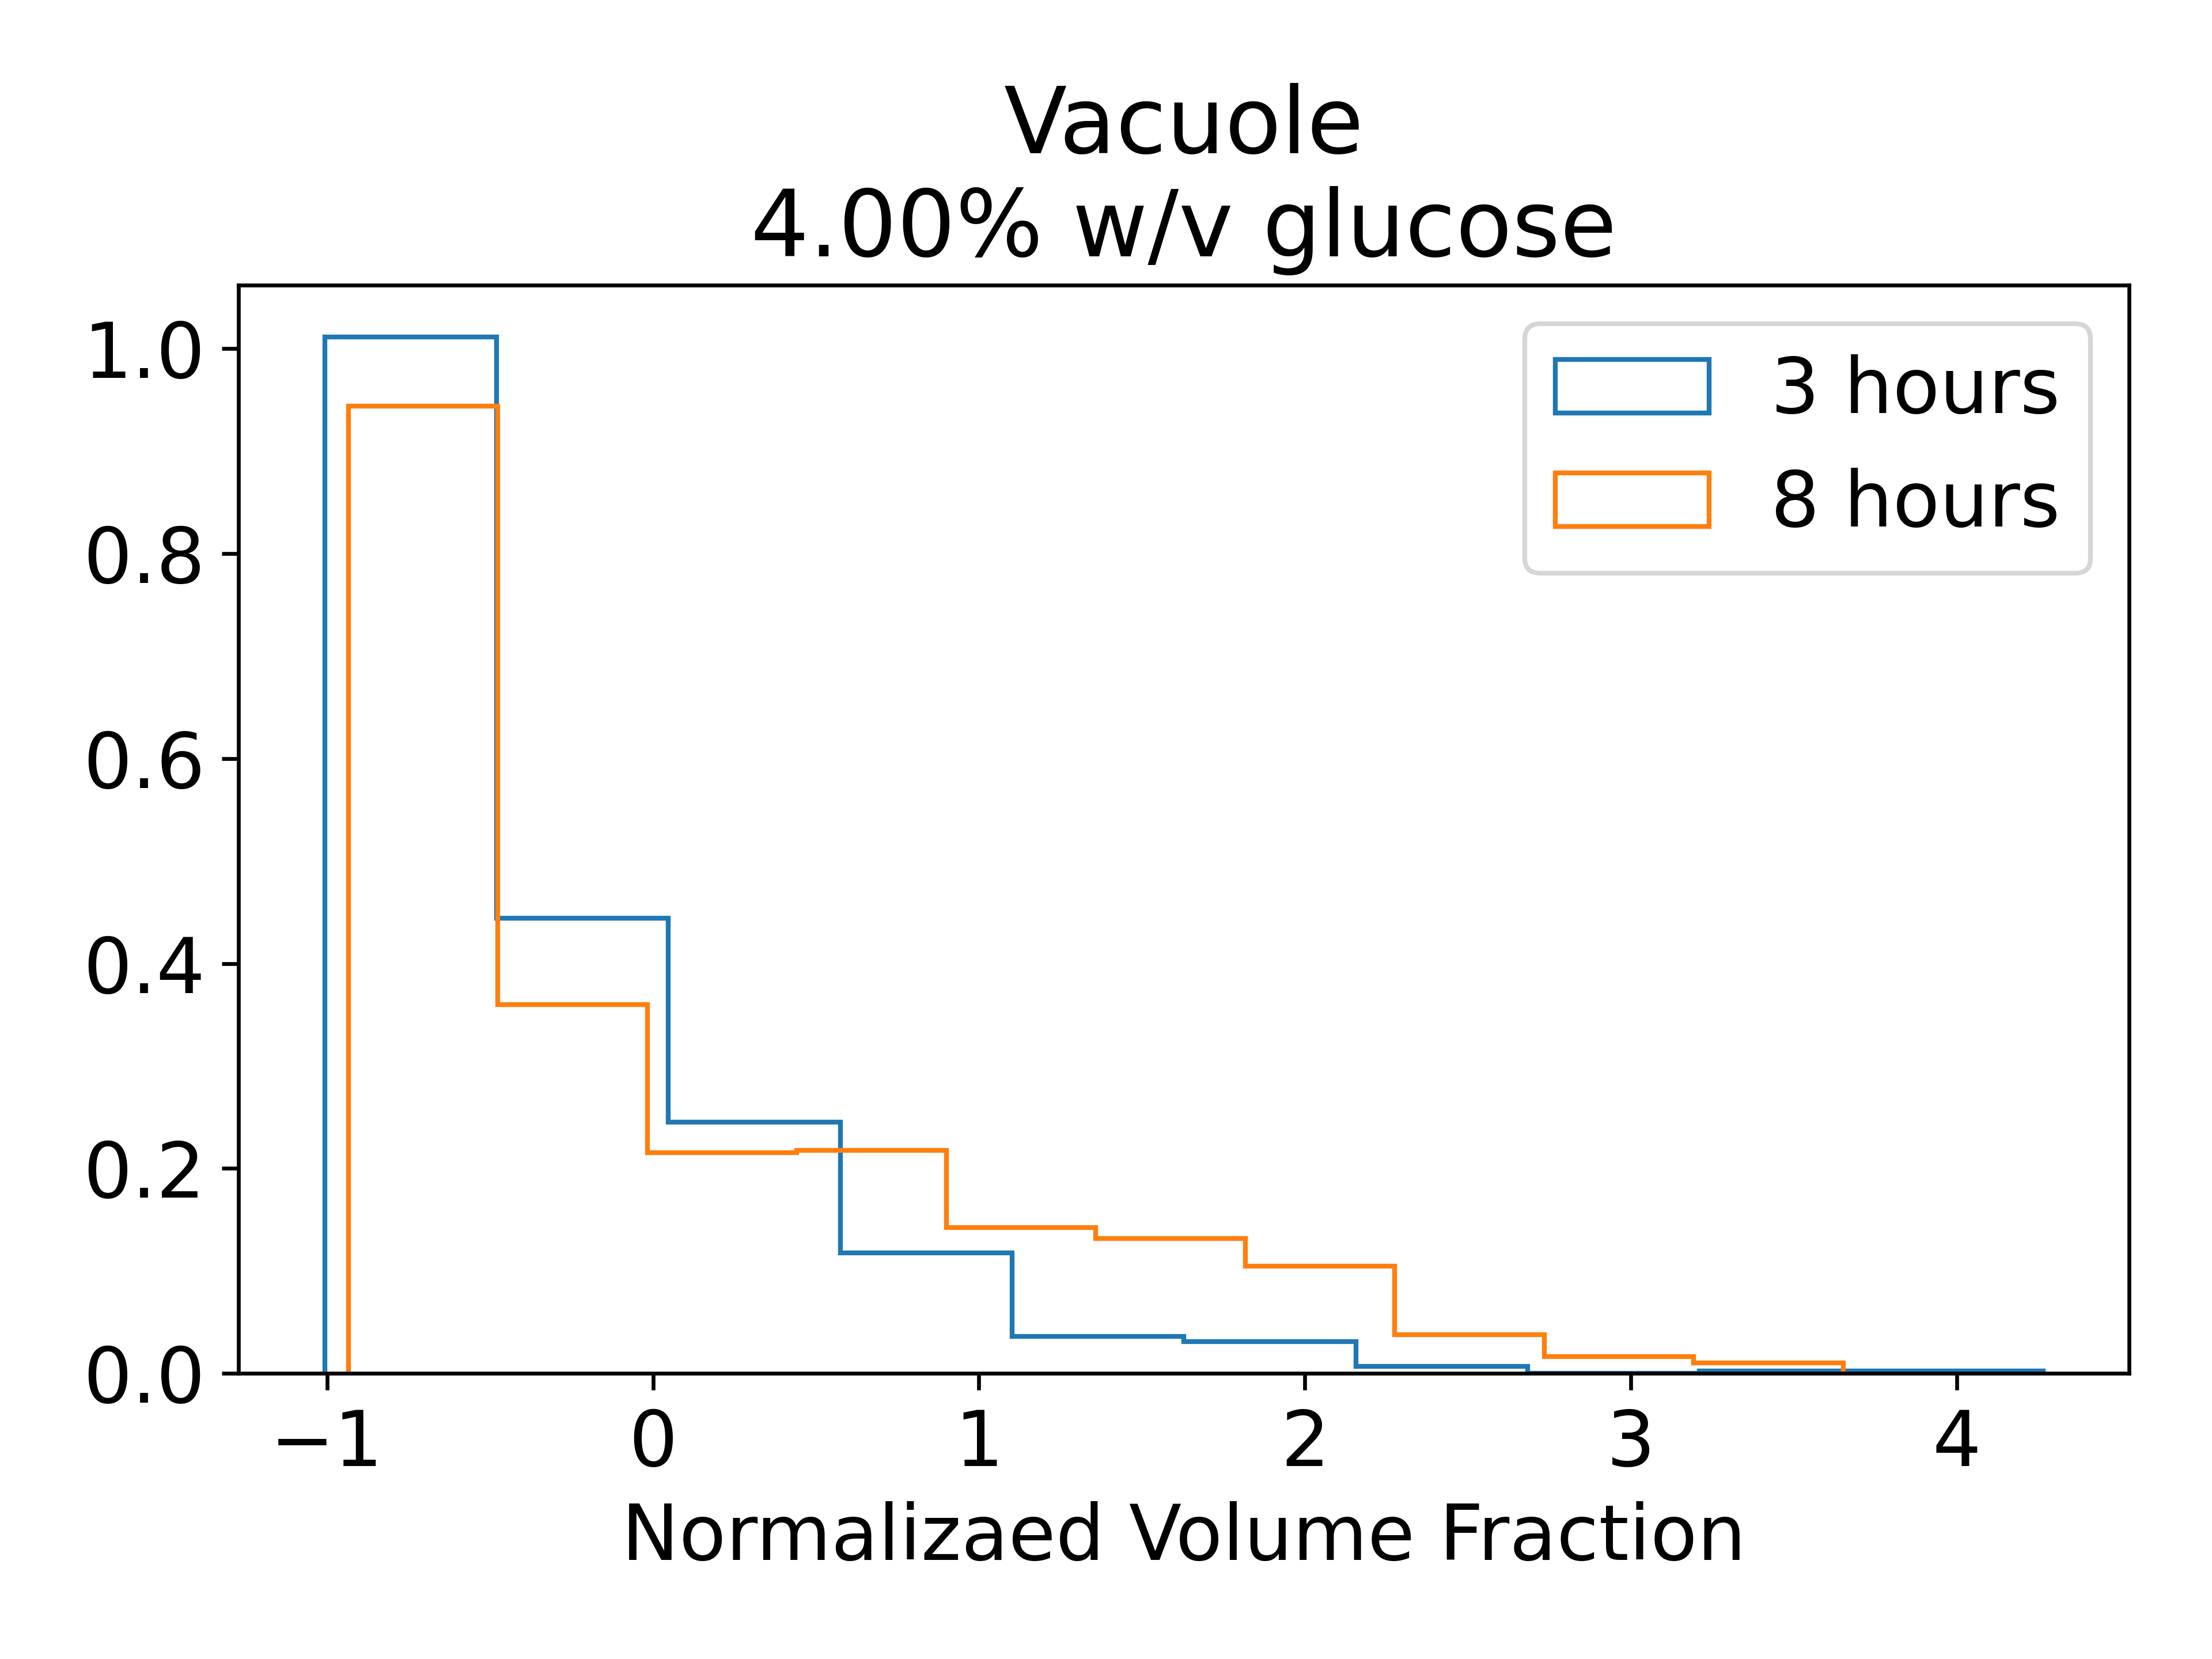 Vacuole
4.00% w/v glucose
3 hours
8 hours
1.0
0.8
0.6
0.4
0.2
0.0
−1 0 1 2 3 4
Normalizaed Volume Fraction